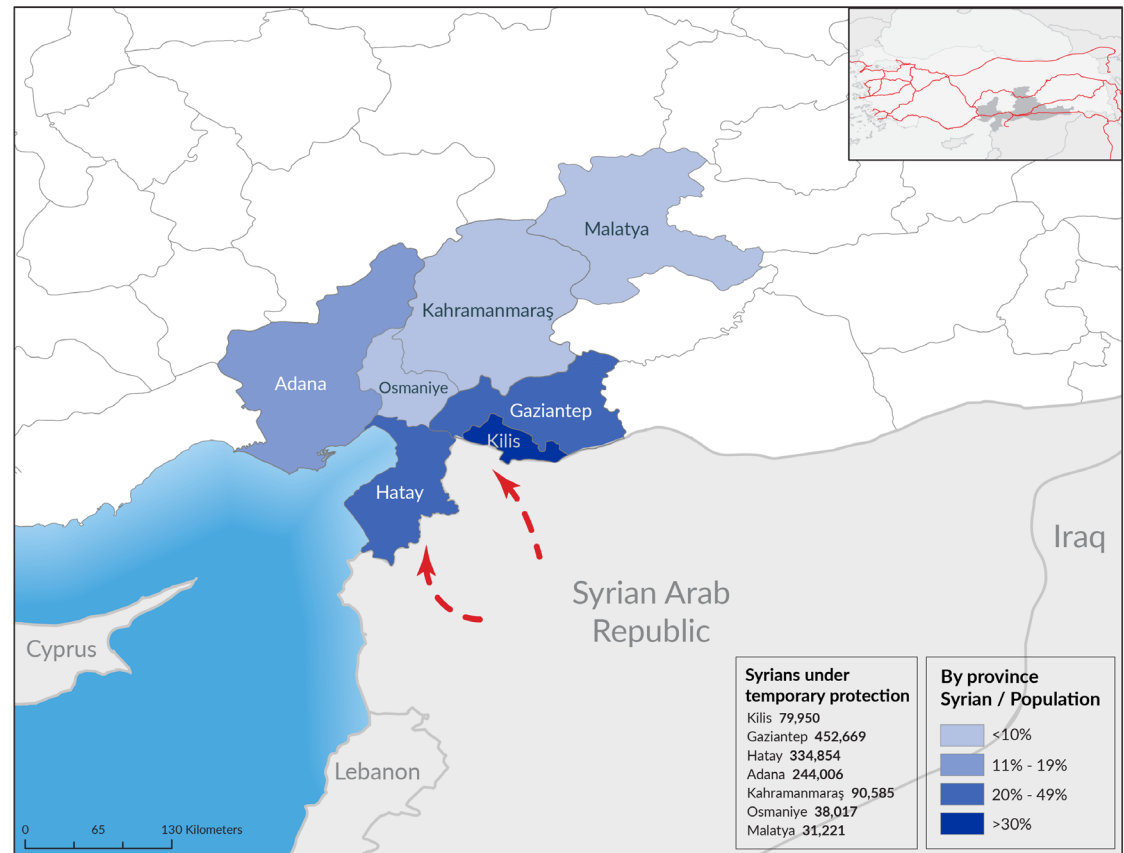 Malatya
Kahramanmaraş
Adana
Osmaniye
Gaziantep
Kilis
Hatay
Iraq
Syrian Arab
Republic
Cyprus
Lebanon
0 65 130 Kilometers
Syrians under
temporary protection
Kilis 79,950
Gaziantep 452,669
Hatay 334,854
Adana 244,006
Kahramanmaraş 90,585
Osmaniye 38,017
Malatya 31,221
By province
Syrian / Population
<10%
11% - 19%
20% - 49%
>30%